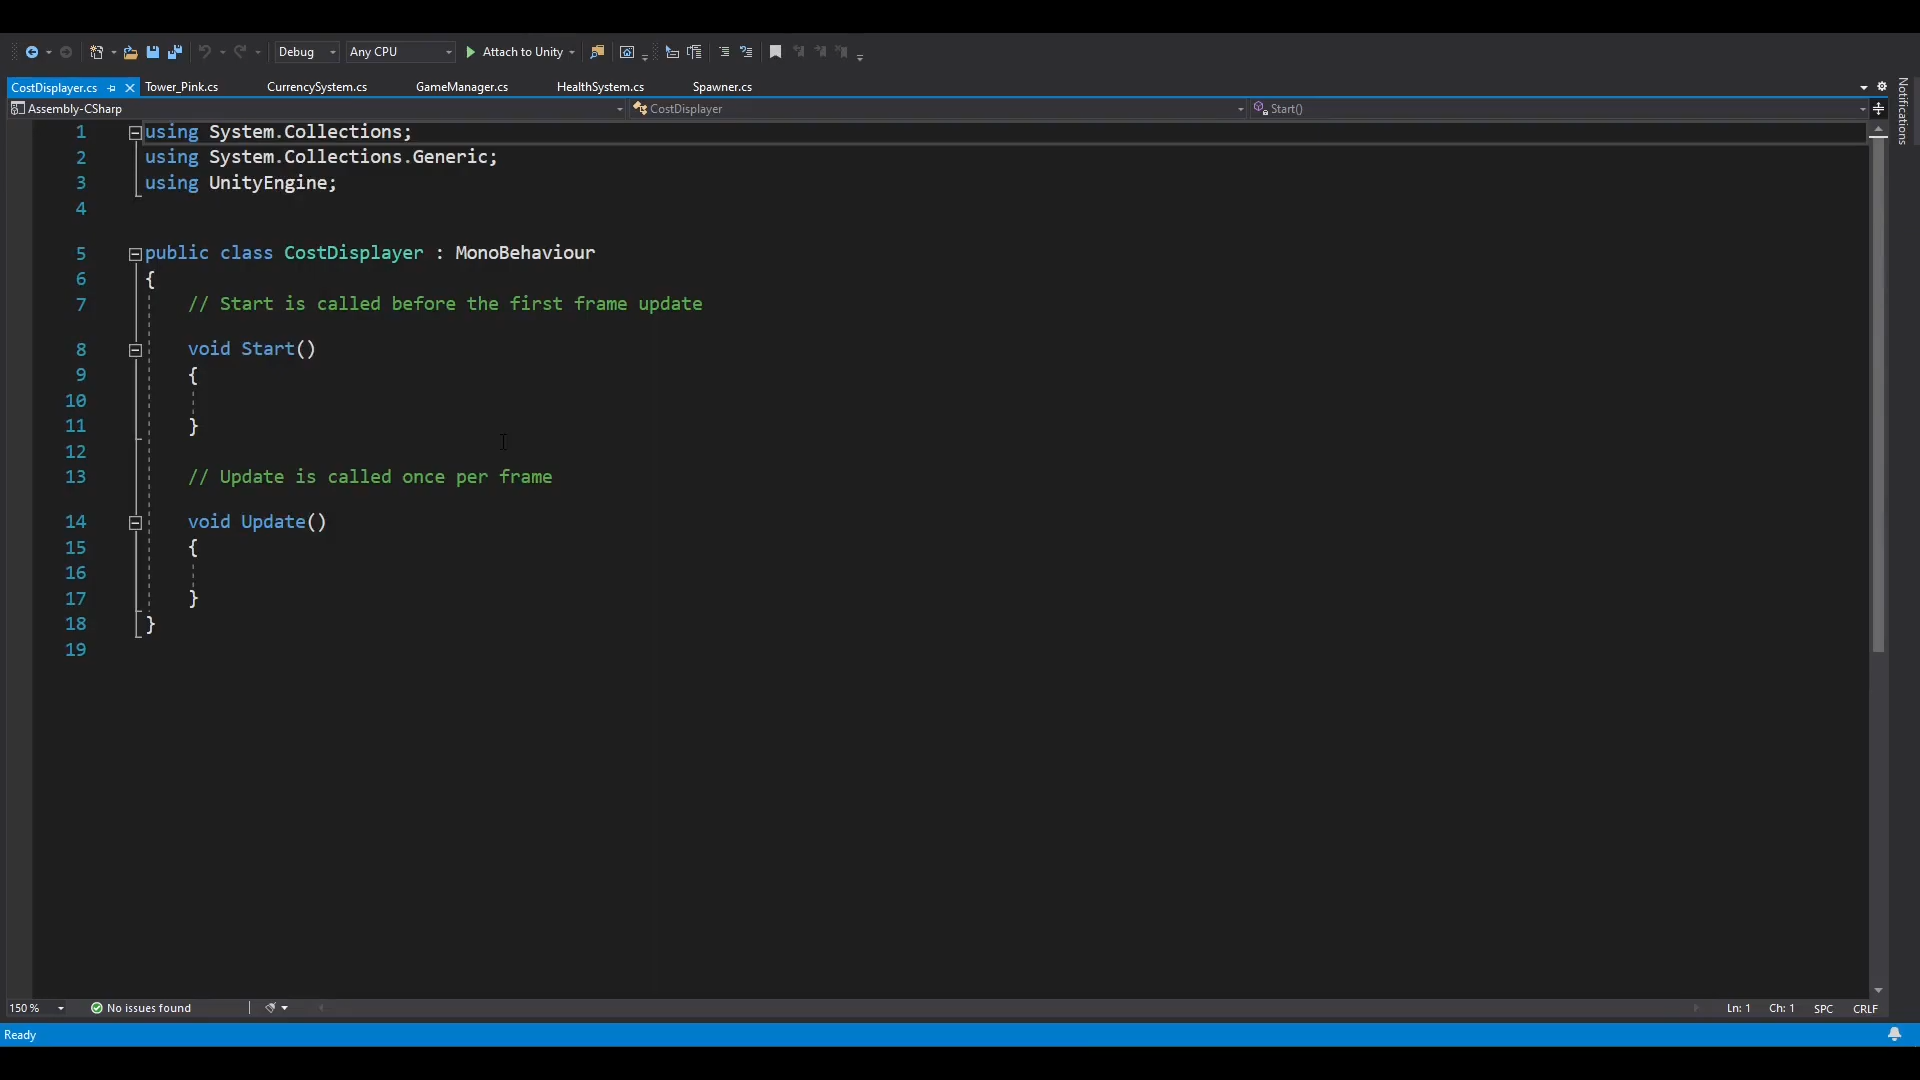 Debug Any CPU Attach to Unity
CostDisplayer.cs Tower_Pink.cs CurrencySystem.cs GameManager.cs HealthSystem.cs Spawner.cs
Assembly-CSharp CostDisplayer Start()
Notifications
1 using System.Collections;
2 using System.Collections.Generic;
3 using UnityEngine;
4
5 public class CostDisplayer : MonoBehaviour
6 {
7 // Start is called before the first frame update
8 void Start()
9 {
10
11 }
12
13 // Update is called once per frame
14 void Update()
15 {
16
17 }
18 }
19
150 % No issues found Ln: 1 Ch: 1 SPC CRLF
Ready